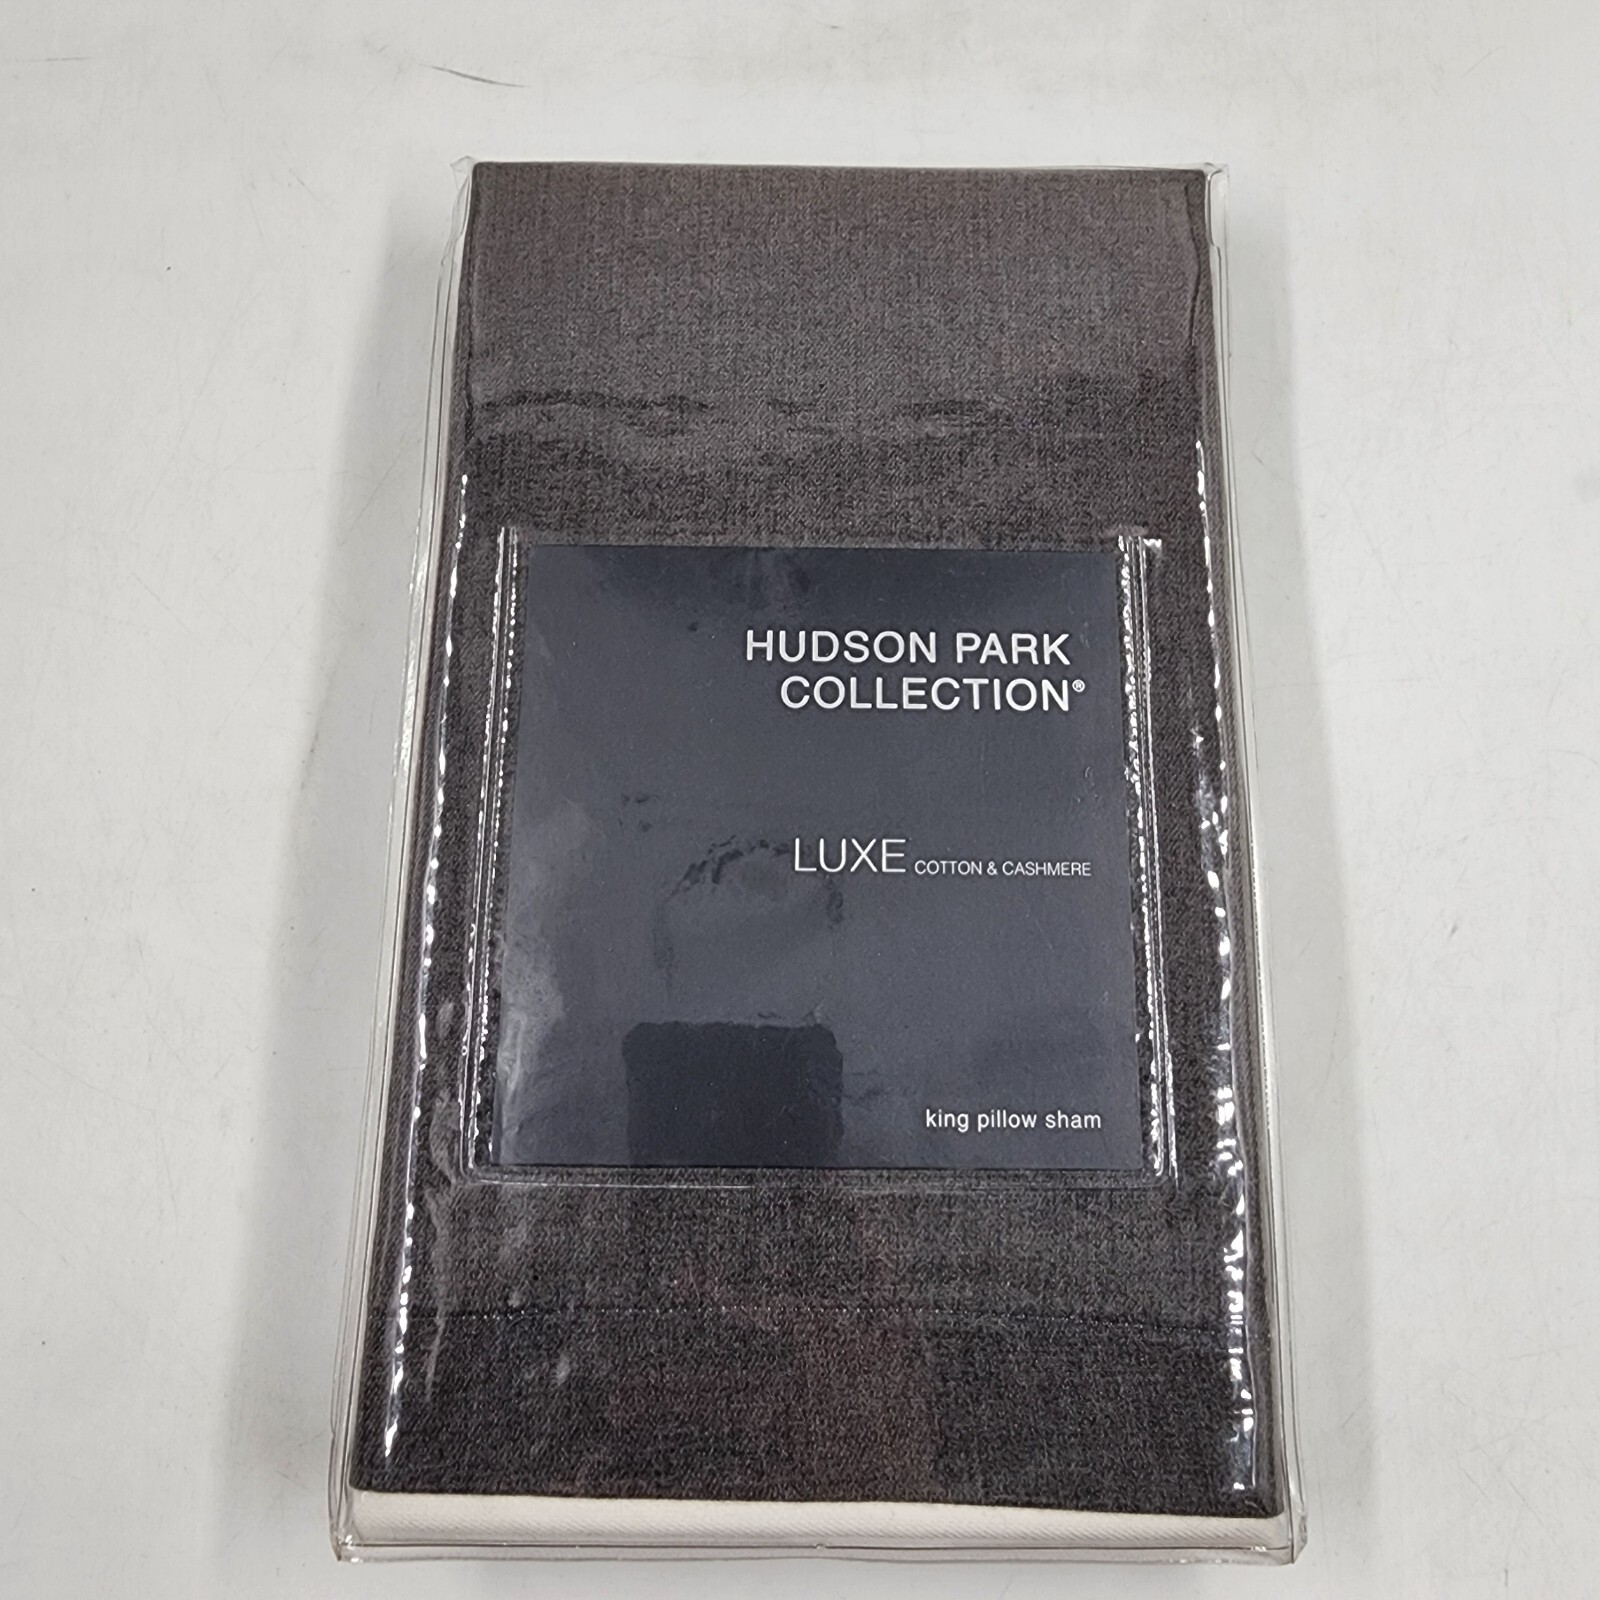 HUDSON PARK
COLLECTION®
LUXE COTTON & CASHMERE
king pillow sham